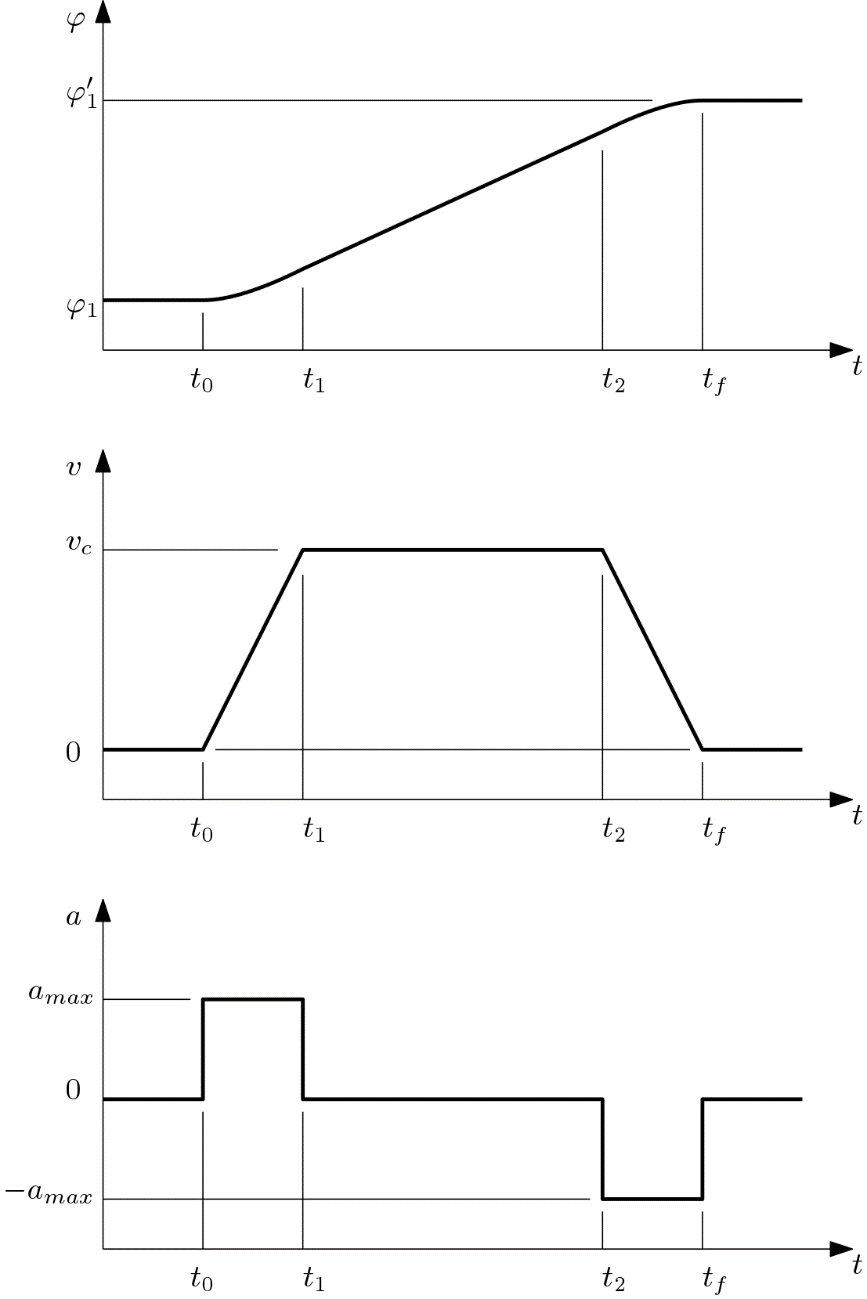 φ
φ′₁
φ₁
t₀ t₁ t₂ t_f t
v
v_c
0
t₀ t₁ t₂ t_f t
a
a_max
0
−a_max
t₀ t₁ t₂ t_f t